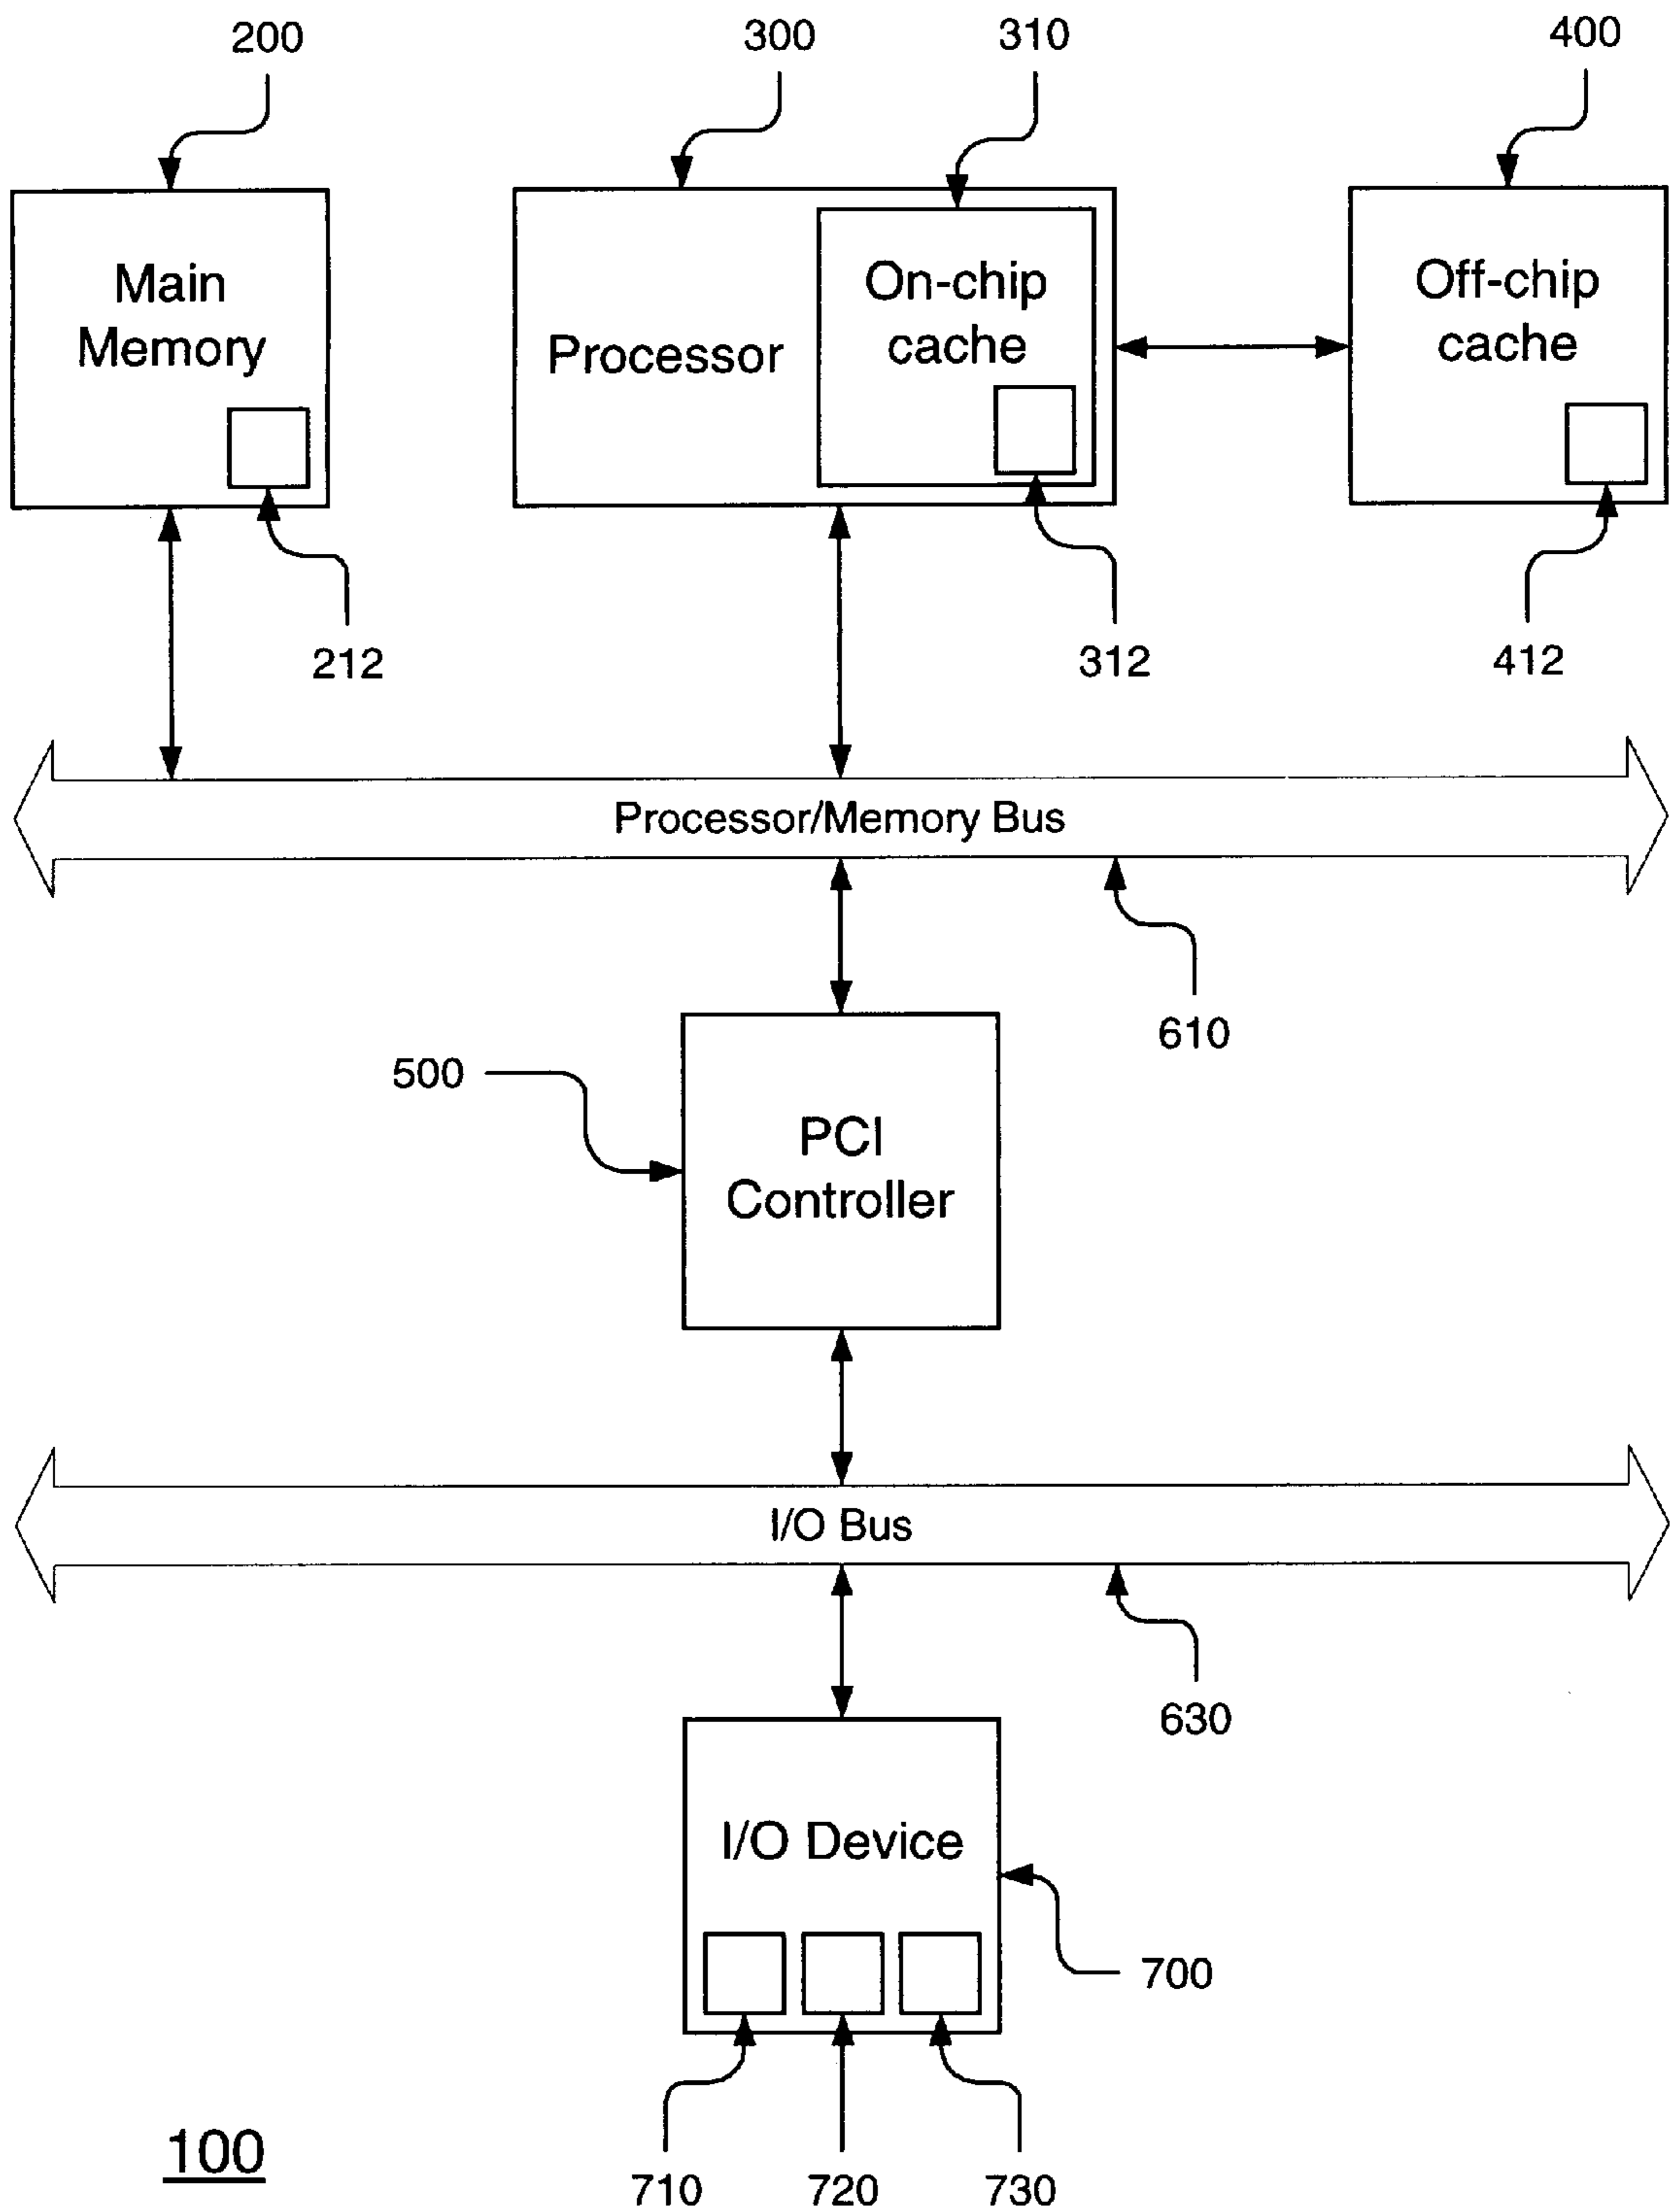 200
300
310
400
Main
Memory
Processor
On-chip
cache
Off-chip
cache
212
312
412
Processor/Memory Bus
610
500
PCI
Controller
I/O Bus
630
I/O Device
700
100
710
720
730